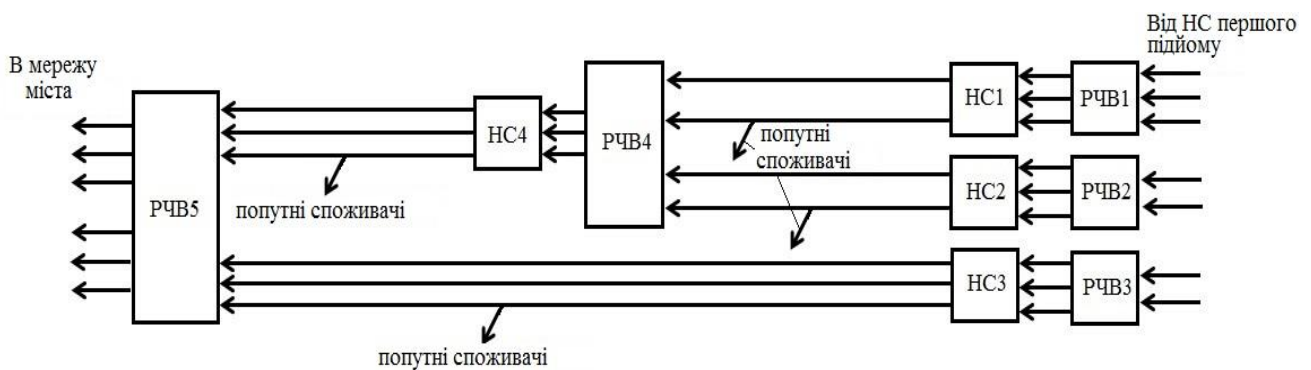 Від НС першого
підйому
В мережу
міста
НС1
РЧВ1
НС4
РЧВ4
попутні
споживачі
НС2
РЧВ2
РЧВ5
попутні споживачі
НС3
РЧВ3
попутні споживачі